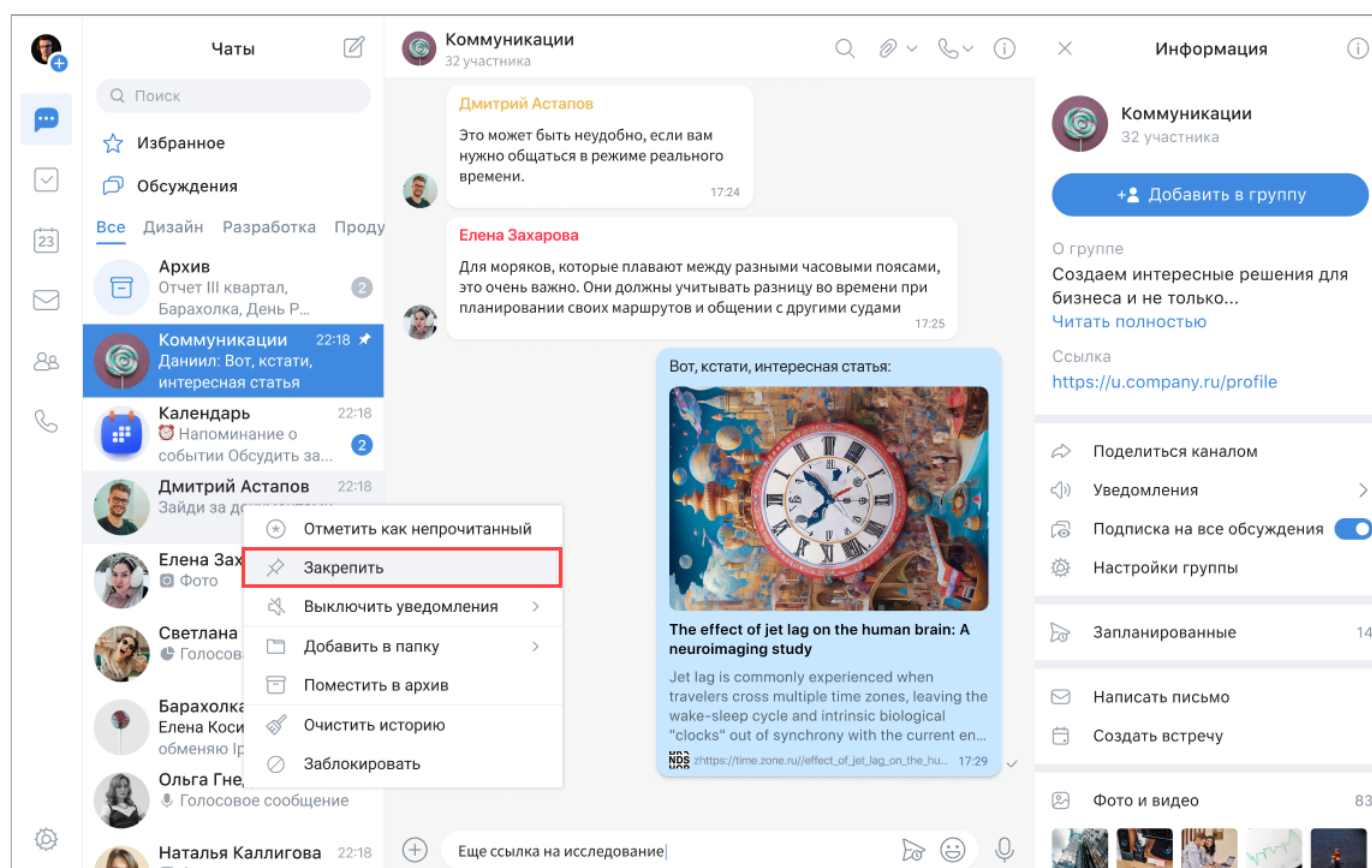 Чаты
Поиск
Избранное
Обсуждения
Все Дизайн Разработка Проду
Архив
Отчет III квартал,
Барахолка, День Р...
2
Коммуникации 22:18
Даниил: Вот, кстати,
интересная статья
Календарь 22:18
Напоминание о
событии Обсудить за...
2
Дмитрий Астапов 22:18
Зайди за документами
Елена Зах
Фото
Светлана
Голосов
Барахолка
Елена Коси
обменяю Ip
Ольга Гне
Голосовое сообщение
Наталья Каллигова 22:18
23
Отметить как непрочитанный
Закрепить
Выключить уведомления
Добавить в папку
Поместить в архив
Очистить историю
Заблокировать
Коммуникации
32 участника
Дмитрий Астапов
Это может быть неудобно, если вам
нужно общаться в режиме реального
времени.
17:24
Елена Захарова
Для моряков, которые плавают между разными часовыми поясами,
это очень важно. Они должны учитывать разницу во времени при
планировании своих маршрутов и общении с другими судами
17:25
Вот, кстати, интересная статья:
The effect of jet lag on the human brain: A
neuroimaging study
Jet lag is commonly experienced when
travelers cross multiple time zones, leaving the
wake-sleep cycle and intrinsic biological
"clocks" out of synchrony with the current en...
zhttps://time.zone.ru//effect_of_jet_lag_on_the_hu... 17:29
Еще ссылка на исследование
Информация
Коммуникации
32 участника
Добавить в группу
О группе
Создаем интересные решения для
бизнеса и не только...
Читать полностью
Ссылка
https://u.company.ru/profile
Поделиться каналом
Уведомления
Подписка на все обсуждения
Настройки группы
Запланированные 14
Написать письмо
Создать встречу
Фото и видео 83